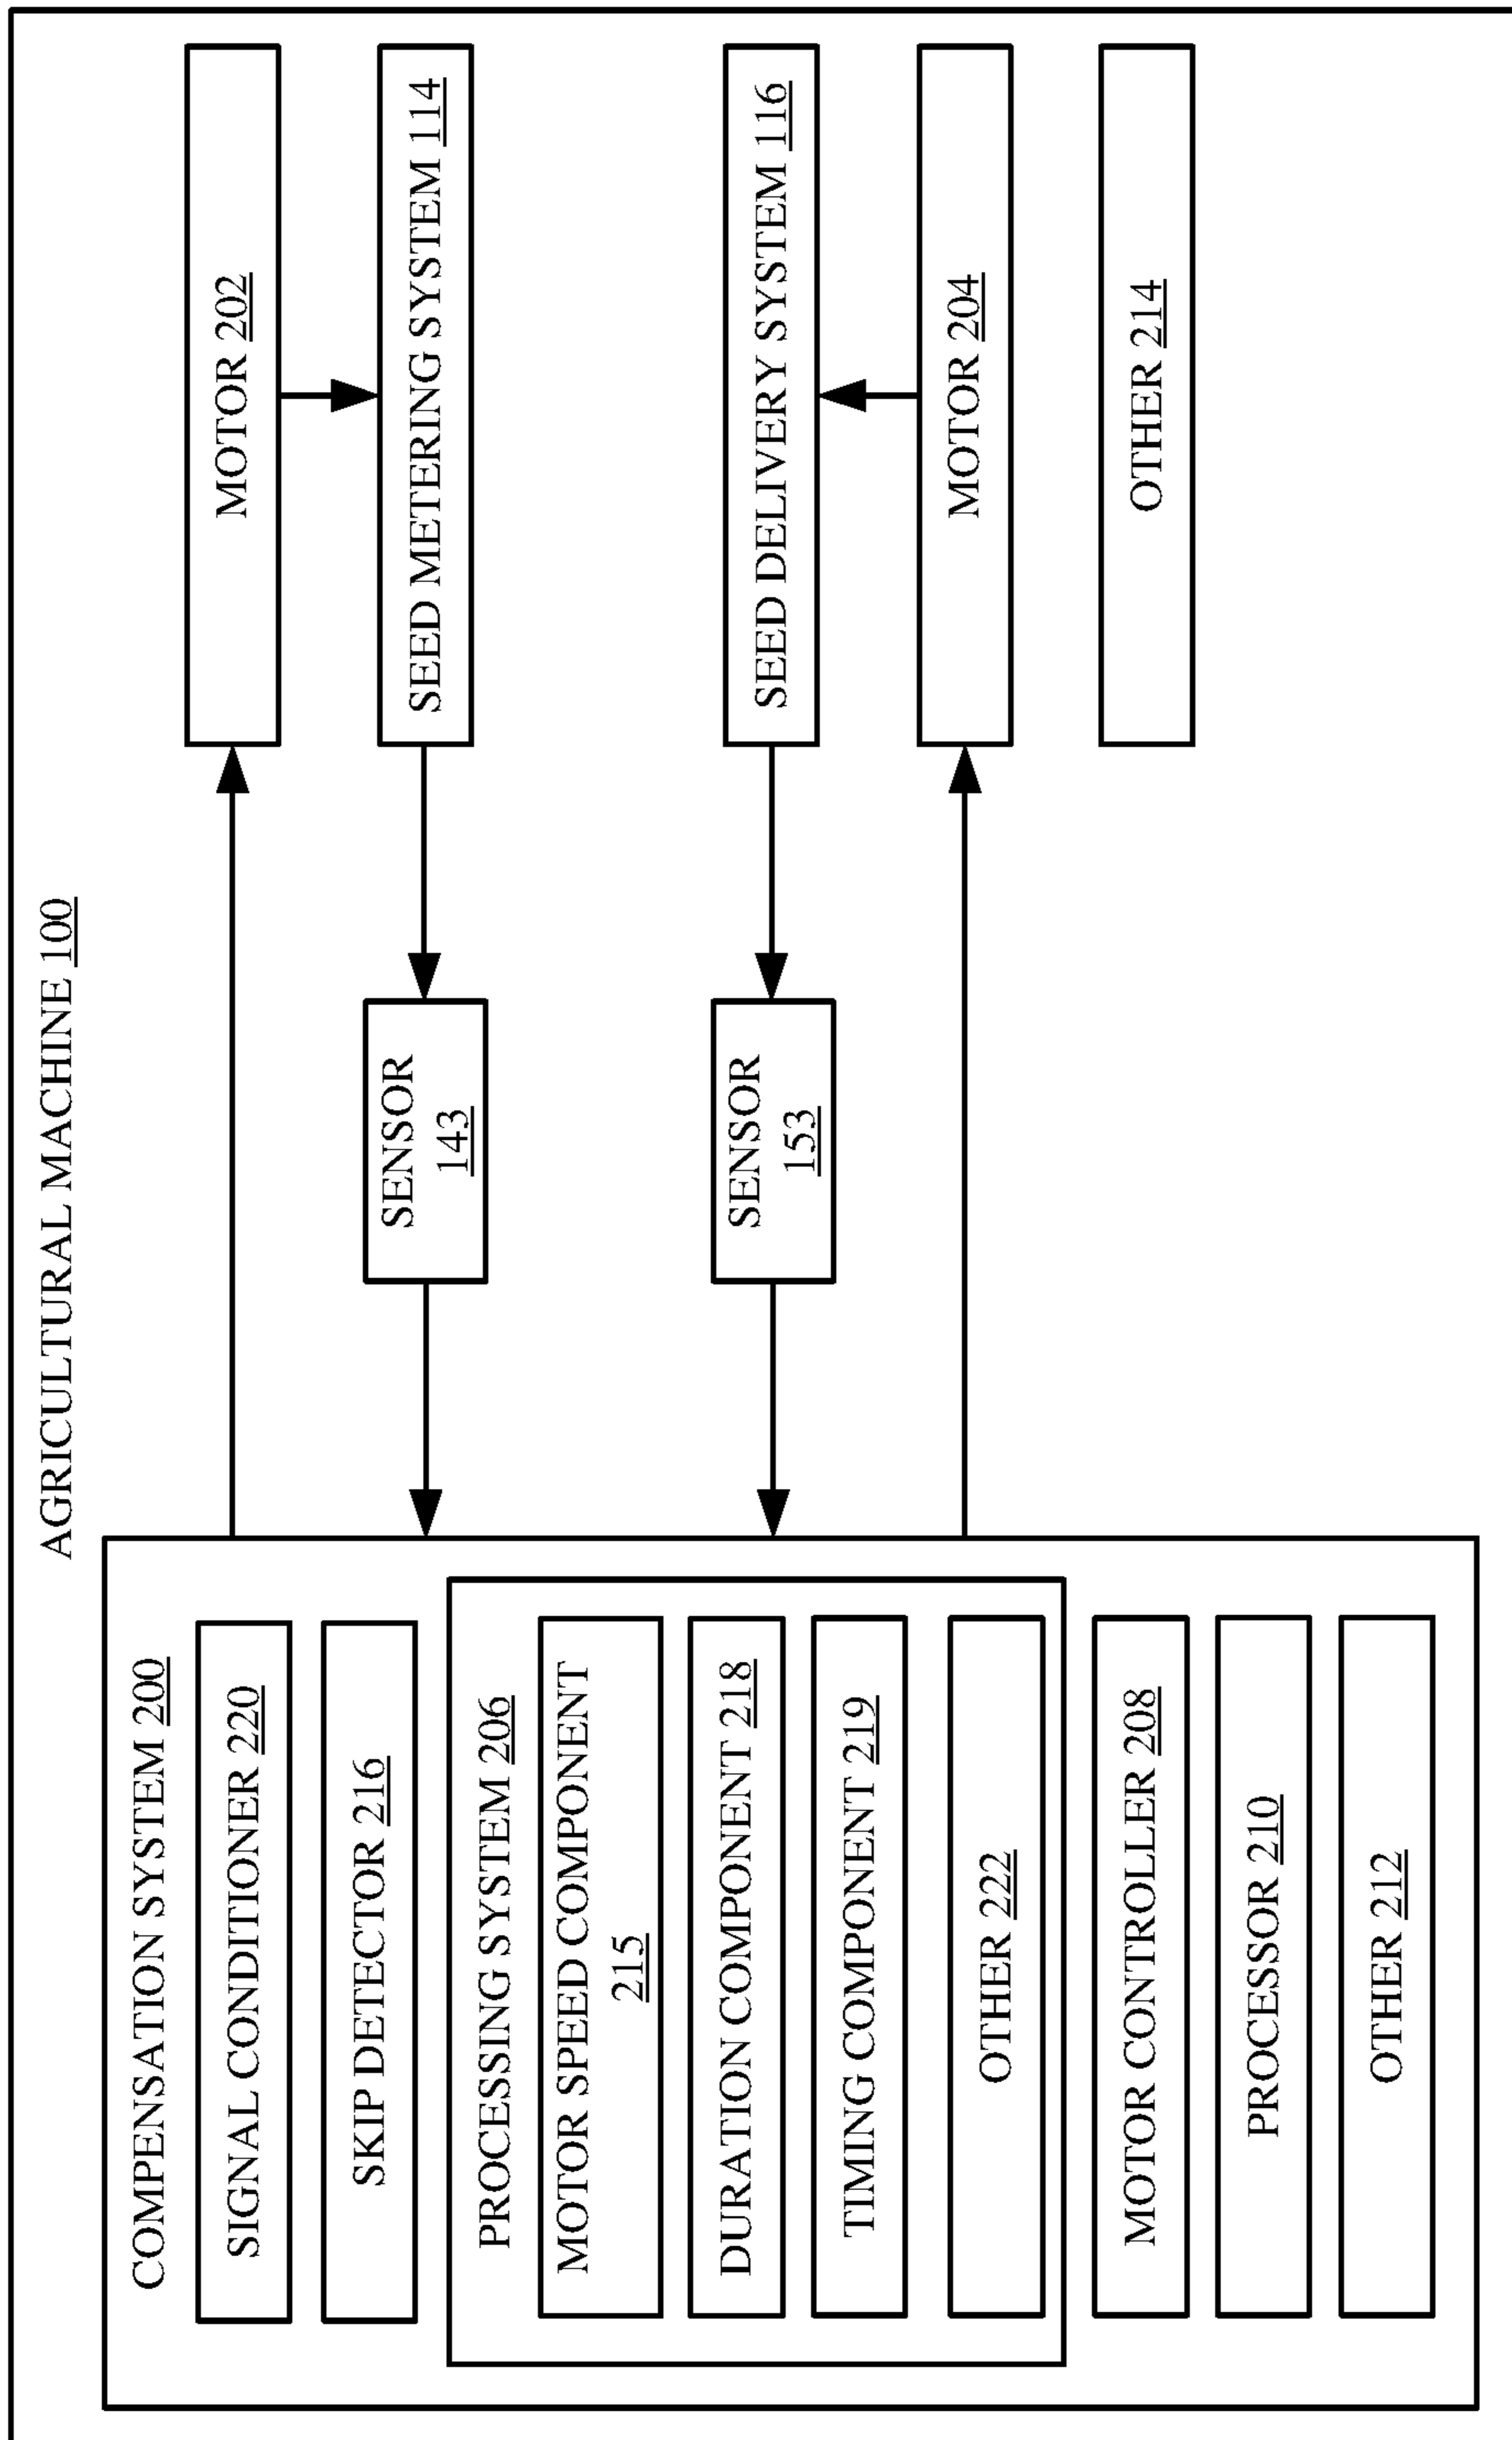 AGRICULTURAL MACHINE 100
COMPENSATION SYSTEM 200
SIGNAL CONDITIONER 220
SKIP DETECTOR 216
PROCESSING SYSTEM 206
MOTOR SPEED COMPONENT
215
DURATION COMPONENT 218
TIMING COMPONENT 219
OTHER 222
MOTOR CONTROLLER 208
PROCESSOR 210
OTHER 212
SENSOR
143
SENSOR
153
MOTOR 202
SEED METERING SYSTEM 114
SEED DELIVERY SYSTEM 116
MOTOR 204
OTHER 214